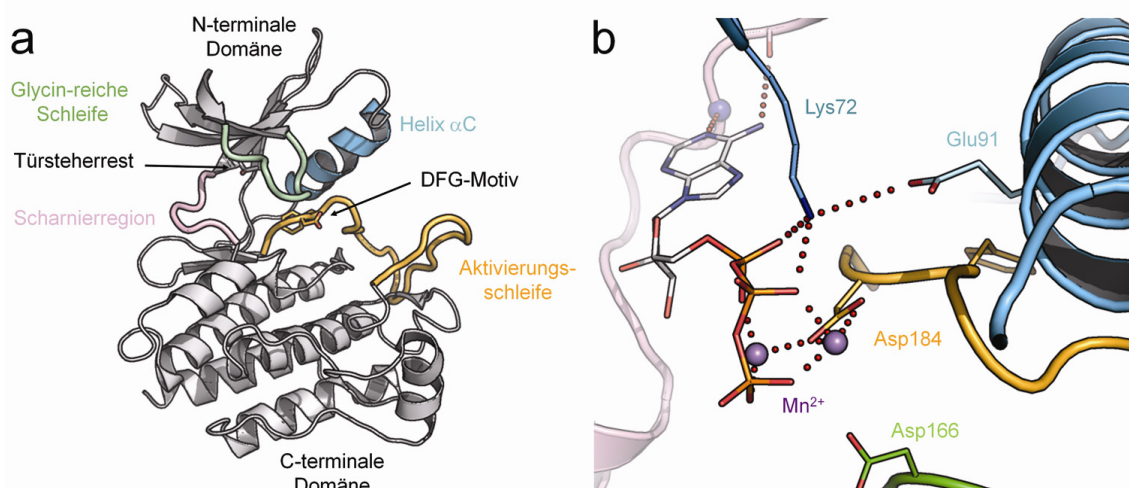 a
N-terminale
Domäne
Glycin-reiche
Schleife
Helix αC
Türsteherrest
DFG-Motiv
Scharnierregion
Aktivierungs-
schleife
C-terminale
Domäne
b
Lys72
Glu91
Asp184
Mn²⁺
Asp166